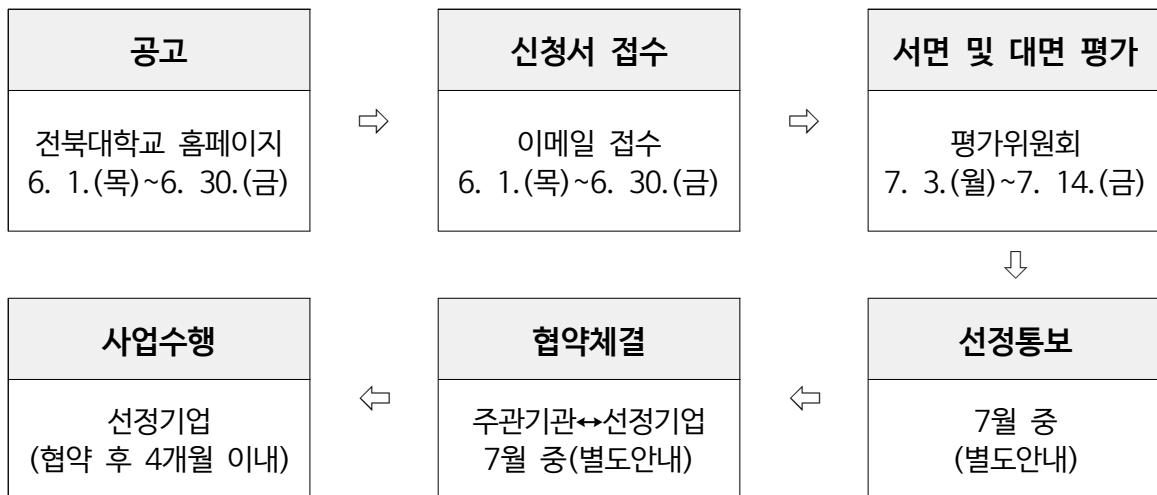 공고
전북대학교 홈페이지
6. 1.(목)~6. 30.(금)
신청서 접수
이메일 접수
6. 1.(목)~6. 30.(금)
서면 및 대면 평가
평가위원회
7. 3.(월)~7. 14.(금)
선정통보
7월 중
(별도안내)
협약체결
주관기관↔선정기업
7월 중(별도안내)
사업수행
선정기업
(협약 후 4개월 이내)